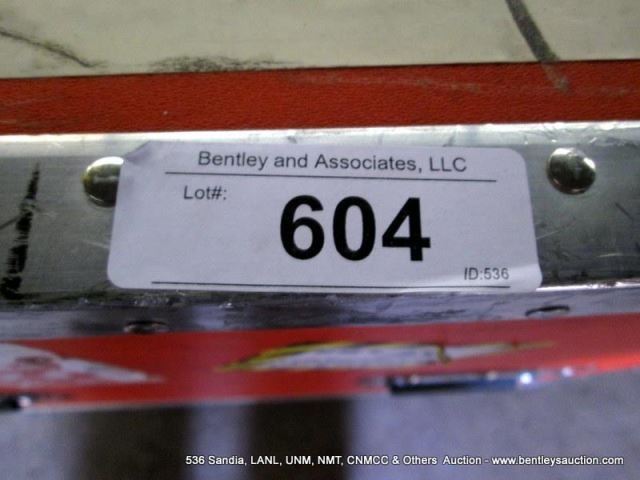 Bentley and Associates, LLC
Lot#:
604
ID:536
536 Sandia, LANL, UNM, NMT, CNMCC & Others  Auction - www.bentleysauction.com